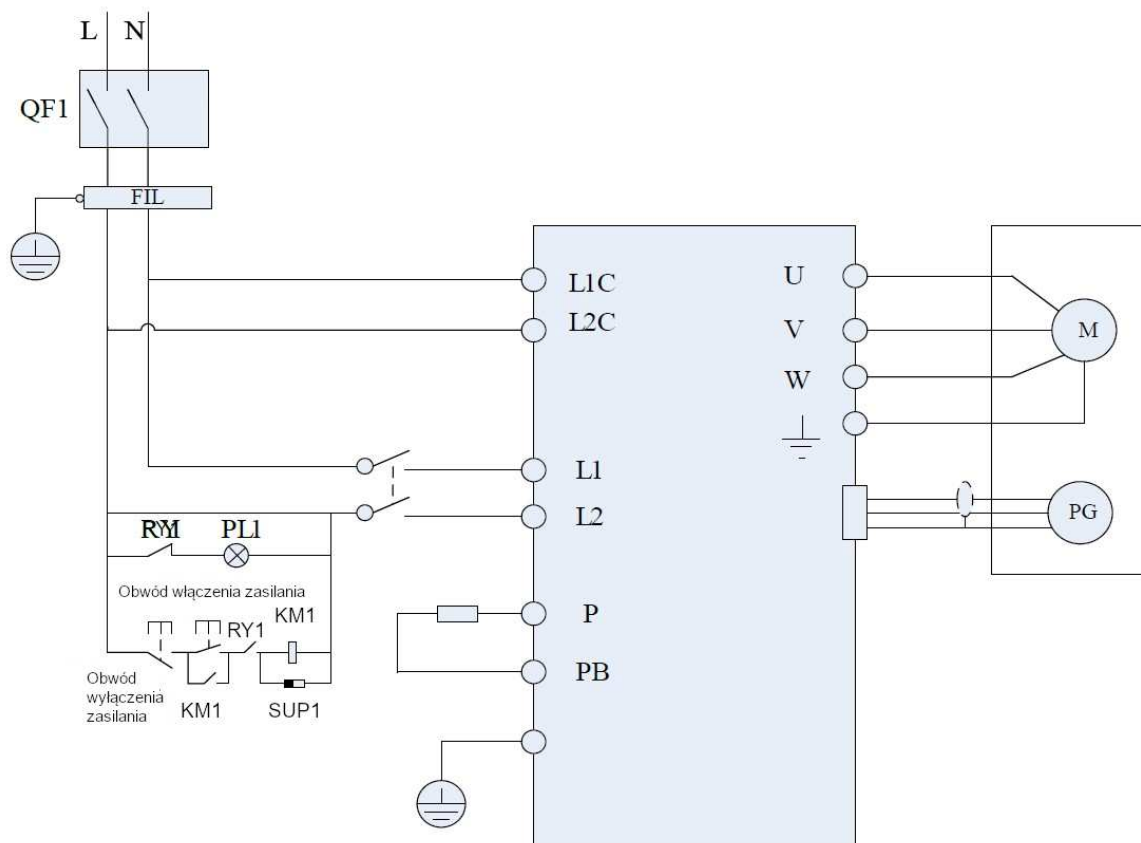 L N
QF1
FIL
L1C
L2C
U
V
W
M
L1
L2
PG
RY1 PL1
Obwód włączenia zasilania
KM1
RY1
P
PB
Obwód
wyłączenia
zasilania
KM1
SUP1